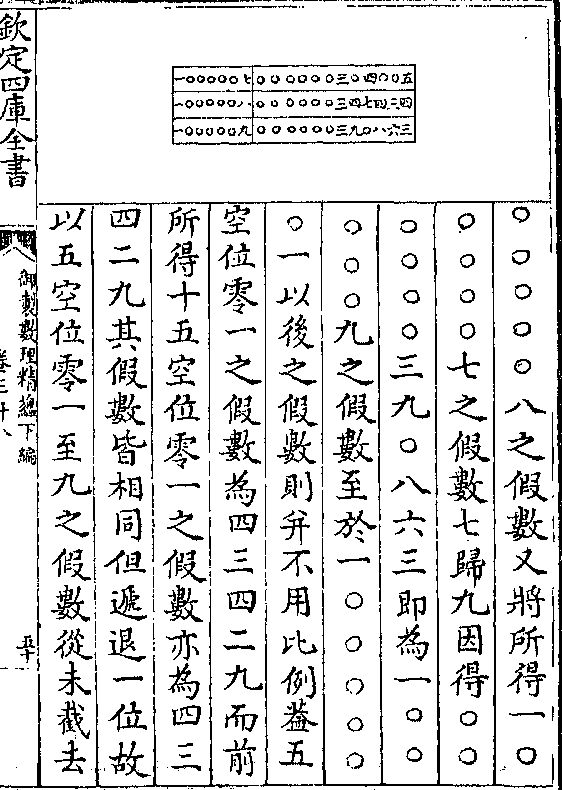 一〇〇〇〇〇七〇〇〇〇〇〇三〇四〇〇五
一〇〇〇〇〇八〇〇〇〇〇〇三四七四三四
一〇〇〇〇〇九〇〇〇〇〇〇三九〇八六三
〇〇〇〇〇八之假數又將所得一〇
〇〇〇〇七之假數七歸九因得〇〇
〇〇〇〇三九〇八六三即為一〇〇
〇〇〇九之假數至於一〇〇〇〇〇
〇一以後之假數則并不用比例蓋五
空位零一之假數為四三四二九而前
所得十五空位零一之假數亦為四三
四二九其假數皆相同但遞退一位故
以五空位零一至九之假數從末截去
欽定四庫全書
御製數理精蘊下編
卷三十八